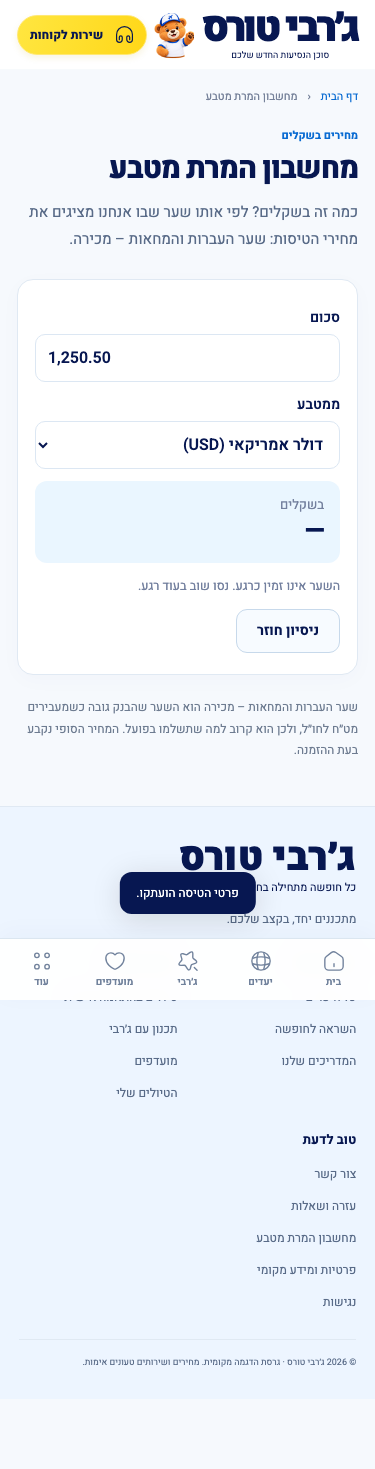 ג׳רבי טורס
סוכן הנסיעות החדש שלכם
שירות לקוחות
דף הבית › מחשבון המרת מטבע
מחירים בשקלים
מחשבון המרת מטבע
כמה זה בשקלים? לפי אותו שער שבו אנחנו מציגים את
מחירי הטיסות: שער העברות והמחאות – מכירה.
סכום
1,250.50
ממטבע
דולר אמריקאי (USD)
בשקלים
—
השער אינו זמין כרגע. נסו שוב בעוד רגע.
ניסיון חוזר
שער העברות והמחאות – מכירה הוא השער שהבנק גובה כשמעבירים
מט״ח לחו״ל, ולכן הוא קרוב למה שתשלמו בפועל. המחיר הסופי נקבע
בעת ההזמנה.
ג׳רבי טורס
כל חופשה מתחילה
פרטי הטיסה הועתקו.
מתכננים יחד, בקצב שלכם.
בית
יעדים
ג׳רבי
מועדפים
עוד
השראה לחופשה
תכנון עם ג׳רבי
המדריכים שלנו
מועדפים
הטיולים שלי
טוב לדעת
צור קשר
עזרה ושאלות
מחשבון המרת מטבע
פרטיות ומידע מקומי
נגישות
© 2026 ג׳רבי טורס · גרסת הדגמה מקומית. מחירים ושירותים טעונים אימות.